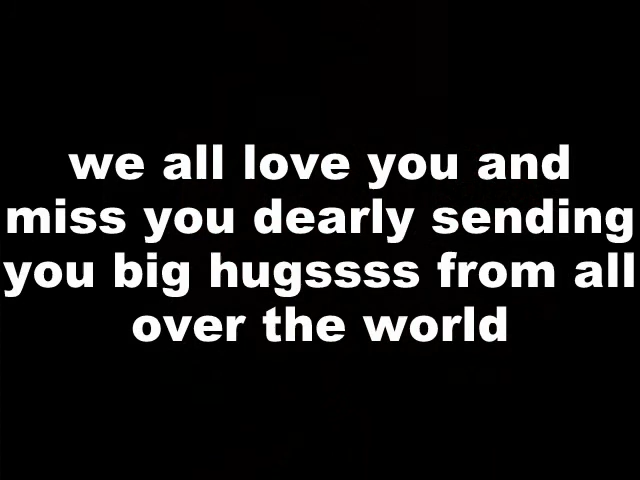 we all love you and
miss you dearly sending
you big hugssss from all
over the world